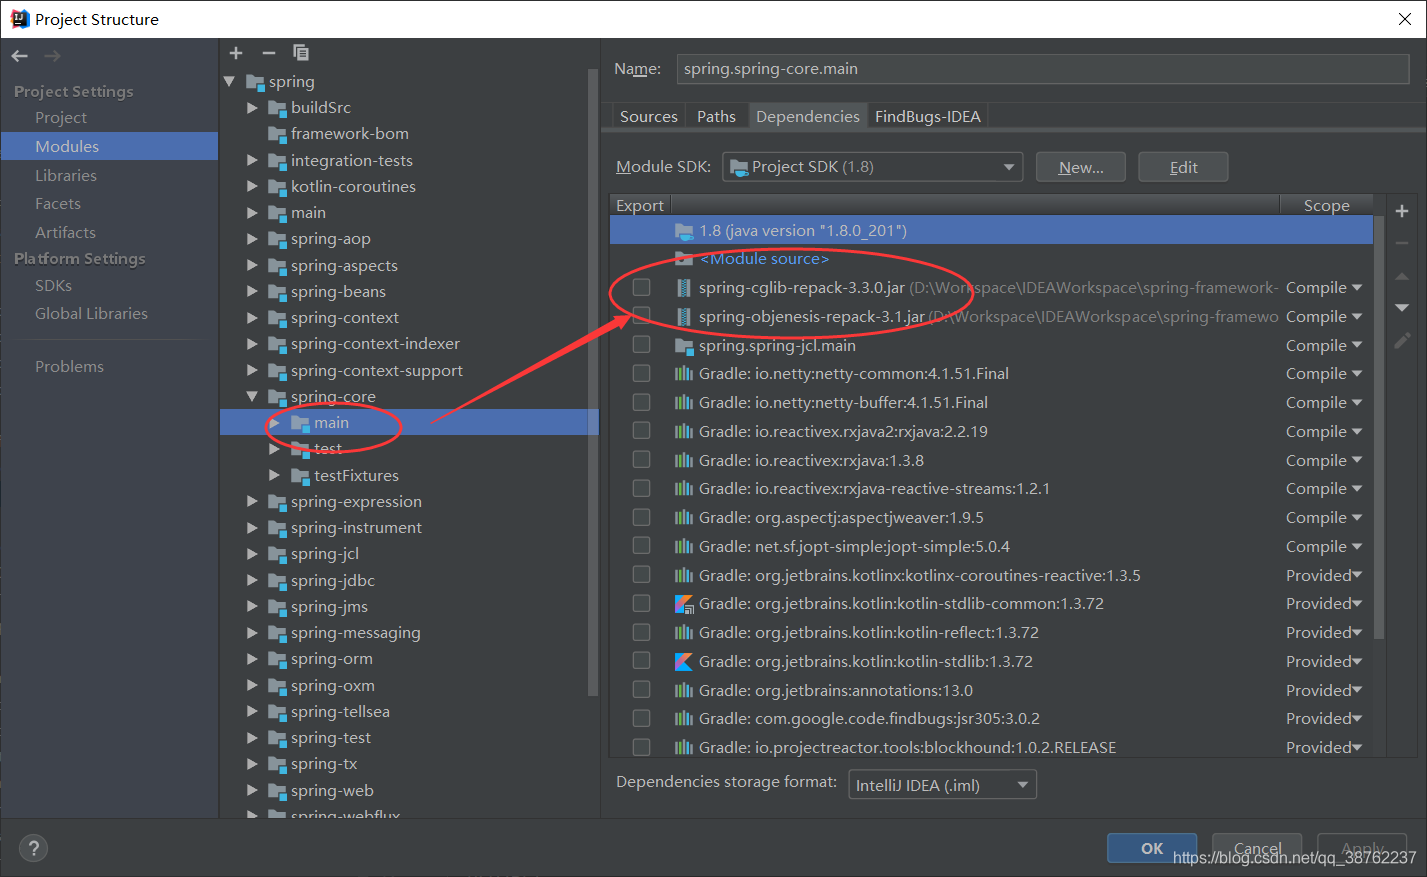 Project Structure
Project Settings
Project
Modules
Libraries
Facets
Artifacts
Platform Settings
SDKs
Global Libraries
Problems
spring
buildSrc
framework-bom
integration-tests
kotlin-coroutines
main
spring-aop
spring-aspects
spring-beans
spring-context
spring-context-indexer
spring-context-support
spring-core
main
test
testFixtures
spring-expression
spring-instrument
spring-jcl
spring-jdbc
spring-jms
spring-messaging
spring-orm
spring-oxm
spring-tellsea
spring-test
spring-tx
spring-web
spring-webflux
Name: spring.spring-core.main
Sources Paths Dependencies FindBugs-IDEA
Module SDK: Project SDK (1.8) New... Edit
Export Scope
1.8 (java version "1.8.0_201")
<Module source>
spring-cglib-repack-3.3.0.jar (D:\Workspace\IDEAWorkspace\spring-framework- Compile
spring-objenesis-repack-3.1.jar (D:\Workspace\IDEAWorkspace\spring-framewo Compile
spring.spring-jcl.main Compile
Gradle: io.netty:netty-common:4.1.51.Final Compile
Gradle: io.netty:netty-buffer:4.1.51.Final Compile
Gradle: io.reactivex.rxjava2:rxjava:2.2.19 Compile
Gradle: io.reactivex:rxjava:1.3.8 Compile
Gradle: io.reactivex:rxjava-reactive-streams:1.2.1 Compile
Gradle: org.aspectj:aspectjweaver:1.9.5 Compile
Gradle: net.sf.jopt-simple:jopt-simple:5.0.4 Compile
Gradle: org.jetbrains.kotlinx:kotlinx-coroutines-reactive:1.3.5 Provided
Gradle: org.jetbrains.kotlin:kotlin-stdlib-common:1.3.72 Provided
Gradle: org.jetbrains.kotlin:kotlin-reflect:1.3.72 Provided
Gradle: org.jetbrains.kotlin:kotlin-stdlib:1.3.72 Provided
Gradle: org.jetbrains:annotations:13.0 Provided
Gradle: com.google.code.findbugs:jsr305:3.0.2 Provided
Gradle: io.projectreactor.tools:blockhound:1.0.2.RELEASE Provided
Dependencies storage format: IntelliJ IDEA (.iml)
? OK Cancel Apply
https://blog.csdn.net/qq_38762237